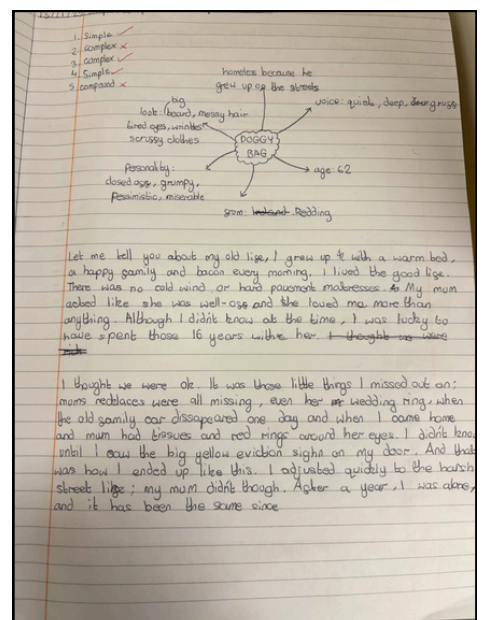 1. Simple ✓
2. complex ×
3. complex ✓
4. Simple ✓
5. compound ×
homeless because he
grew up on the streets
voice: quiet, deep, gruff
big
look: beard, messy hair
tired eyes, wrinkles
scruffy clothes
DOGGY
BAG
Personality:
closed off, grumpy,
Pessimistic, miserable
age: 62
from: Ireland Redding
Let me tell you about my old life, I grew up with a warm bed,
a happy family and bacon every morning. I lived the good life.
There was no cold wind or hard pavement mattresses. My mum
acted like she was well-off and she loved me more than
anything. Although I didn't know at the time, I was lucky to
have spent those 16 years withe her. I thought we were
I thought we were ok. It was those little things I missed out on;
mums necklaces were all missing, even her wedding ring, when
the old family car dissapeared one day and when I came home
and mum had tissues and red rings around her eyes. I didn't know
until I saw the big yellow eviction sighn on my door. And that
was how I ended up like this. I adjusted quickly to the harsh
street life; my mum didn't though. After a year, I was alone,
and it has been the same since